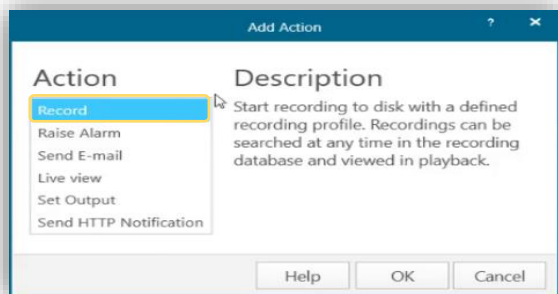 Add Action
?
Action
Record
Raise Alarm
Send E-mail
Live view
Set Output
Send HTTP Notification
Description
Start recording to disk with a defined
recording profile. Recordings can be
searched at any time in the recording
database and viewed in playback.
Help
OK
Cancel